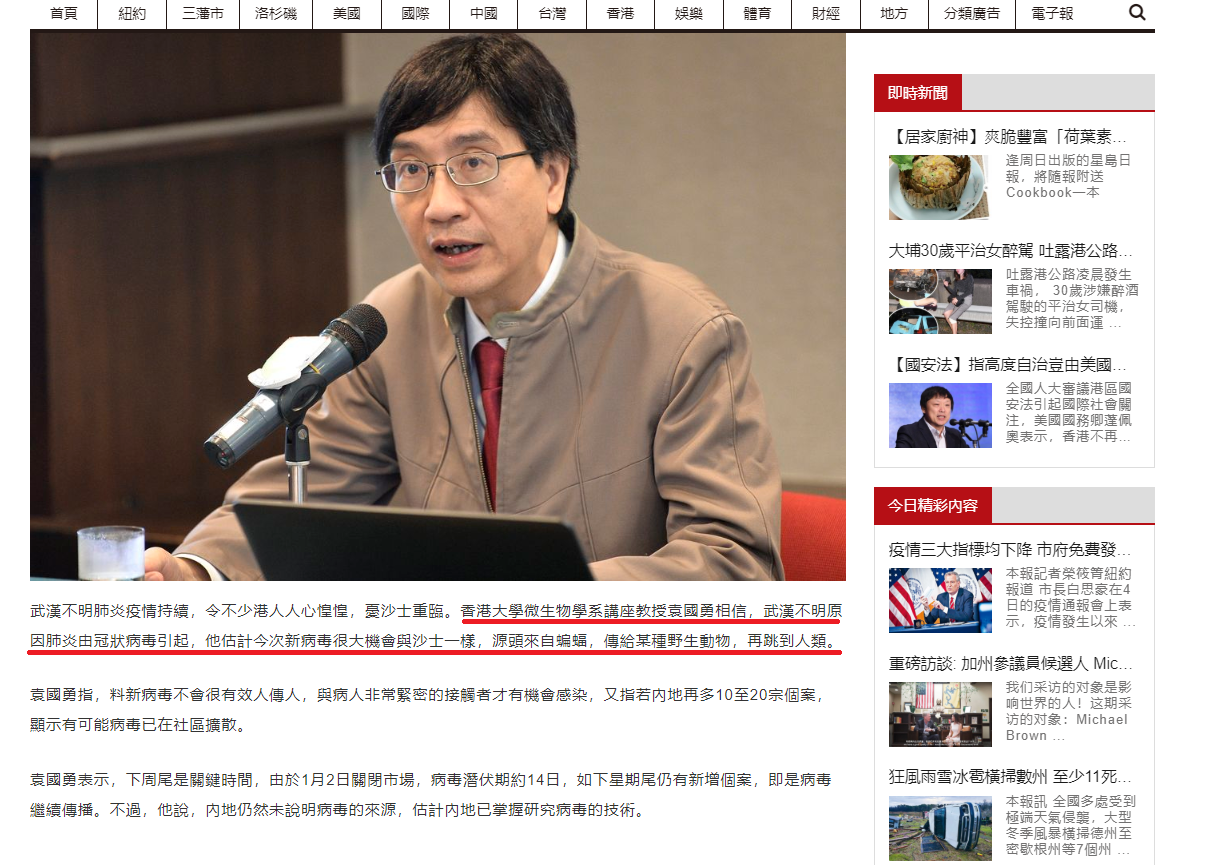 首頁 紐約 三藩市 洛杉磯 美國 國際 中國 台灣 香港 娛樂 體育 財經 地方 分類廣告 電子報
武漢不明肺炎疫情持續，令不少港人人心惶惶，憂沙士重臨。香港大學微生物學系講座教授袁國勇相信，武漢不明原
因肺炎由冠狀病毒引起，他估計今次新病毒很大機會與沙士一樣，源頭來自蝙蝠，傳給某種野生動物，再跳到人類。
袁國勇指，料新病毒不會很有效人傳人，與病人非常緊密的接觸者才有機會感染，又指若內地再多10至20宗個案，
顯示有可能病毒已在社區擴散。
袁國勇表示，下周尾是關鍵時間，由於1月2日關閉市場，病毒潛伏期約14日，如下星期尾仍有新增個案，即是病毒
繼續傳播。不過，他說，內地仍然未說明病毒的來源，估計內地已掌握研究病毒的技術。
即時新聞
【居家廚神】爽脆豐富「荷葉素…
逢周日出版的星島日
報，將隨報附送
Cookbook一本
大埔30歲平治女醉駕 吐露港公路…
吐露港公路凌晨發生
車禍， 30歲涉嫌醉酒
駕駛的平治女司機，
失控撞向前面運 ...
【國安法】指高度自治豈由美國…
全國人大審議港區國
安法引起國際社會關
注，美國國務卿蓬佩
奧表示，香港不再...
今日精彩內容
疫情三大指標均下降 市府免費發…
本報記者榮筱箐紐約
報道 市長白思豪在4
日的疫情通報會上表
示，疫情發生以來 ...
重磅訪談: 加州參議員候選人 Mic…
我们采访的对象是影
响世界的人！这期采
访的对象：Michael
Brown ...
狂風雨雪冰雹橫掃數州 至少11死…
本報訊 全國多處受到
極端天氣侵襲，大型
冬季風暴橫掃德州至
密歇根州等7個州 ...